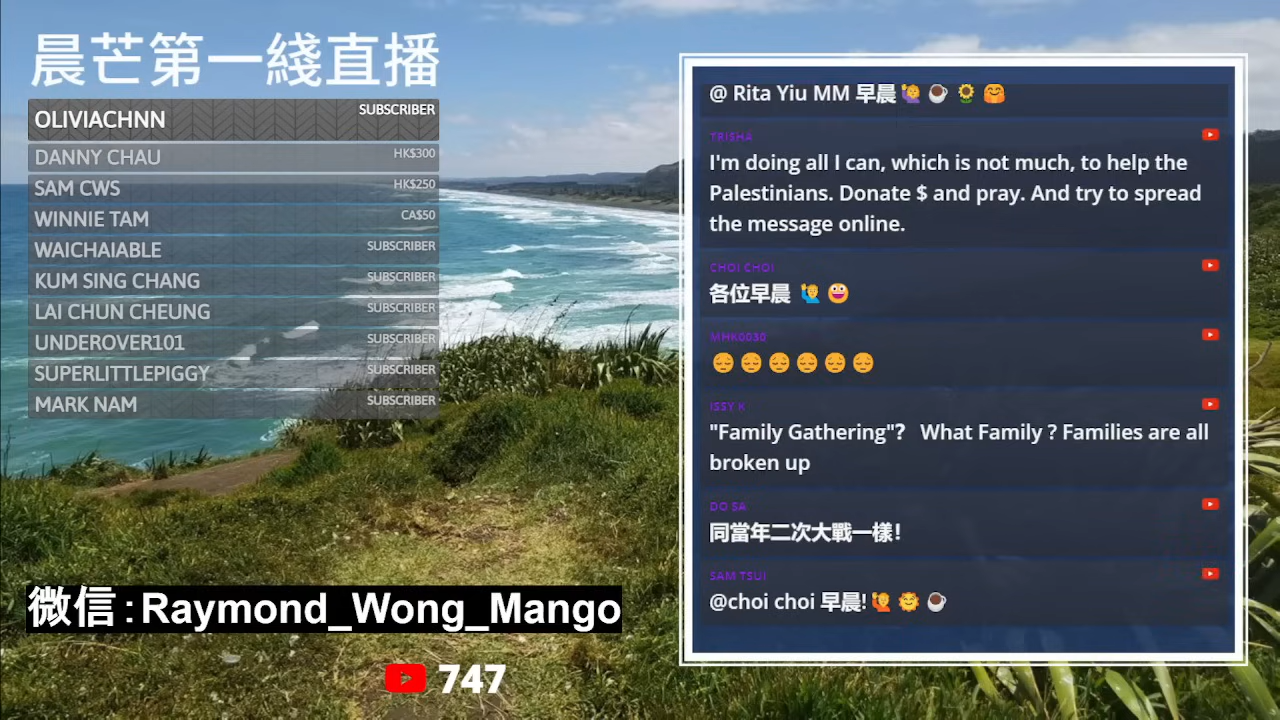 晨芒第一綫直播
OLIVIACHNN SUBSCRIBER
DANNY CHAU HK$300
SAM CWS HK$250
WINNIE TAM CA$50
WAICHAIABLE SUBSCRIBER
KUM SING CHANG SUBSCRIBER
LAI CHUN CHEUNG SUBSCRIBER
UNDEROVER101 SUBSCRIBER
SUPERLITTLEPIGGY SUBSCRIBER
MARK NAM SUBSCRIBER
微信:Raymond_Wong_Mango
747
@ Rita Yiu MM 早晨🙋☕🌻🤗
TRISHA
I'm doing all I can, which is not much, to help the
Palestinians. Donate $ and pray. And try to spread
the message online.
CHOI CHOI
各位早晨 🙋‍♂️😀
MHK0030
😔😔😔😔😔😔
ISSY K
"Family Gathering"? What Family ? Families are all
broken up
DO SA
同當年二次大戰一樣！
SAM TSUI
@choi choi 早晨!🙋🥰☕